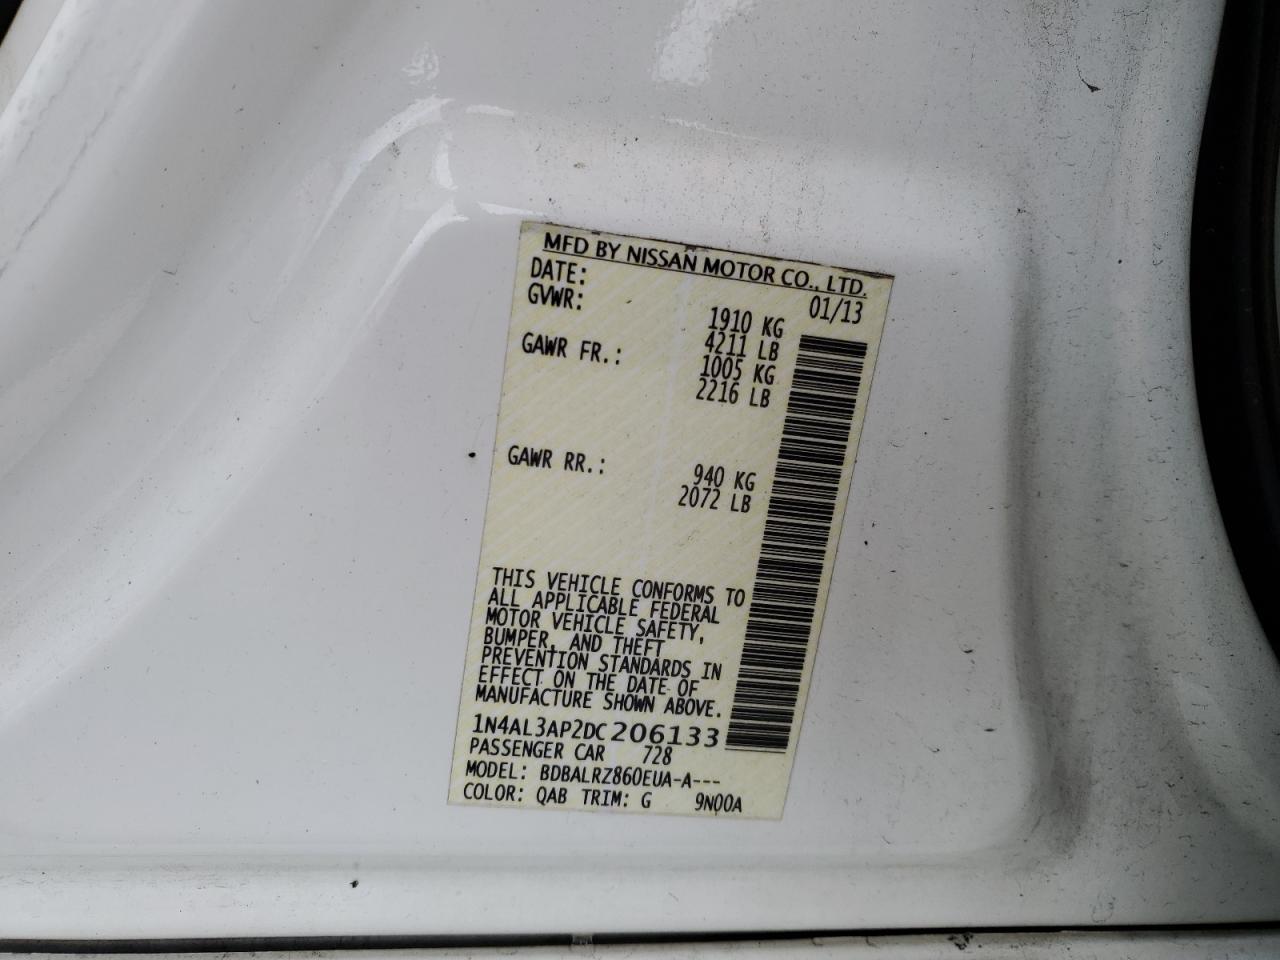 MFD BY NISSAN MOTOR CO., LTD.
DATE: 01/13
GVWR: 1910 KG
4211 LB
GAWR FR.: 1005 KG
2216 LB
GAWR RR.: 940 KG
2072 LB
THIS VEHICLE CONFORMS TO
ALL APPLICABLE FEDERAL
MOTOR VEHICLE SAFETY,
BUMPER, AND THEFT
PREVENTION STANDARDS IN
EFFECT ON THE DATE OF
MANUFACTURE SHOWN ABOVE.
1N4AL3AP2DC206133
PASSENGER CAR 728
MODEL: BDBALRZ860EUA-A---
COLOR: QAB TRIM: G 9N00A